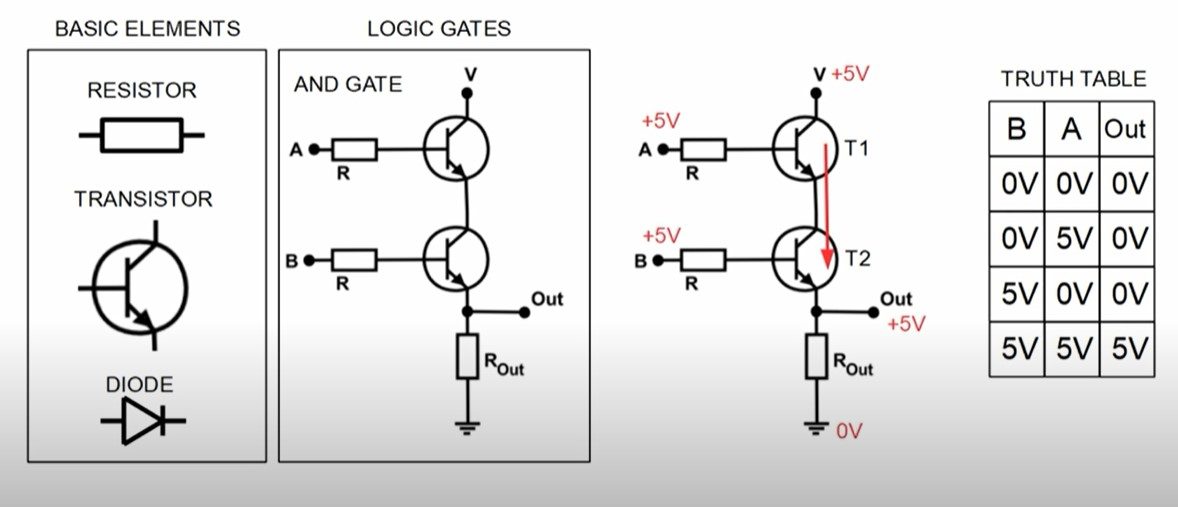 BASIC ELEMENTS
RESISTOR
TRANSISTOR
DIODE
LOGIC GATES
AND GATE
V
A
R
B
R
Out
ROut
V +5V
+5V
A
R
T1
+5V
B
R
T2
Out
+5V
ROut
0V
TRUTH TABLE
B A Out
0V 0V 0V
0V 5V 0V
5V 0V 0V
5V 5V 5V